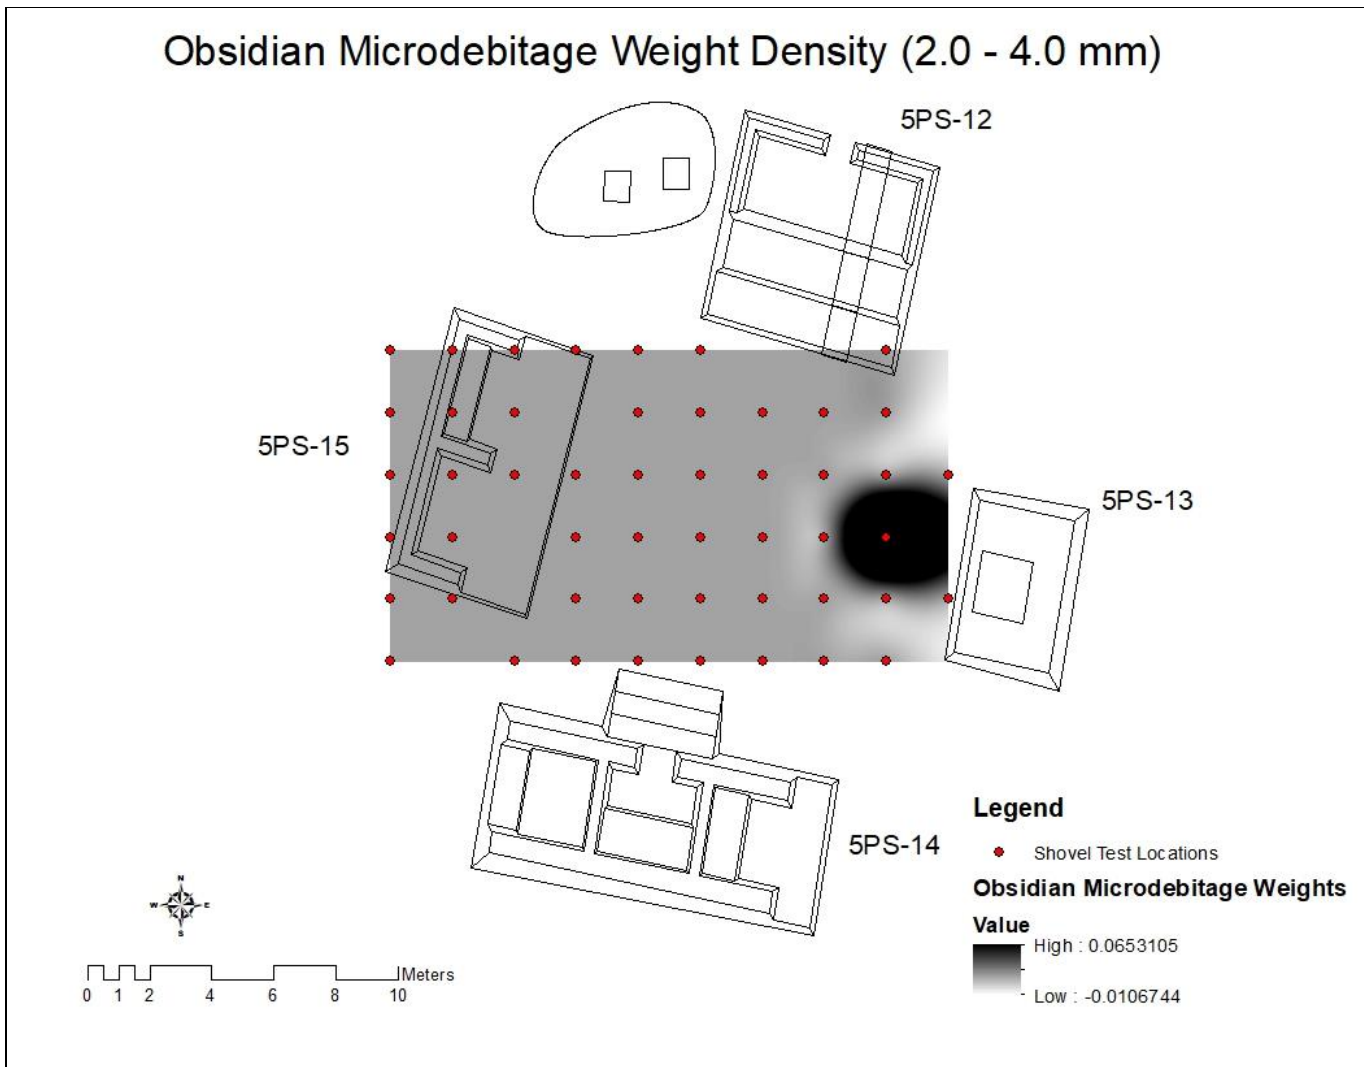 Obsidian Microdebitage Weight Density (2.0 - 4.0 mm)
5PS-12
5PS-15
5PS-13
5PS-14
Legend
Shovel Test Locations
Obsidian Microdebitage Weights
Value
High : 0.0653105
Low : -0.0106744
N
W E
S
Meters
0 1 2 4 6 8 10